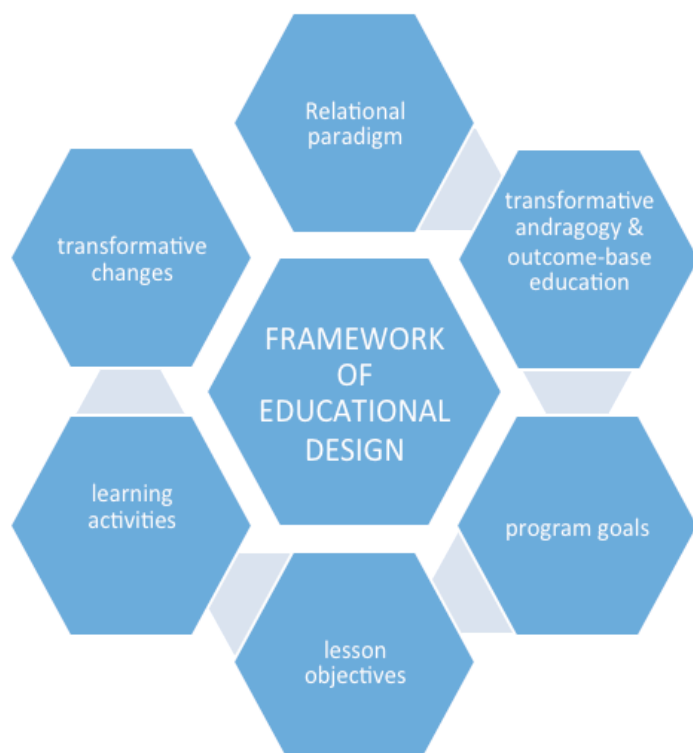 Relational
paradigm
transformative
andragogy &
outcome-base
education
program goals
lesson
objectives
learning
activities
transformative
changes
FRAMEWORK
OF
EDUCATIONAL
DESIGN